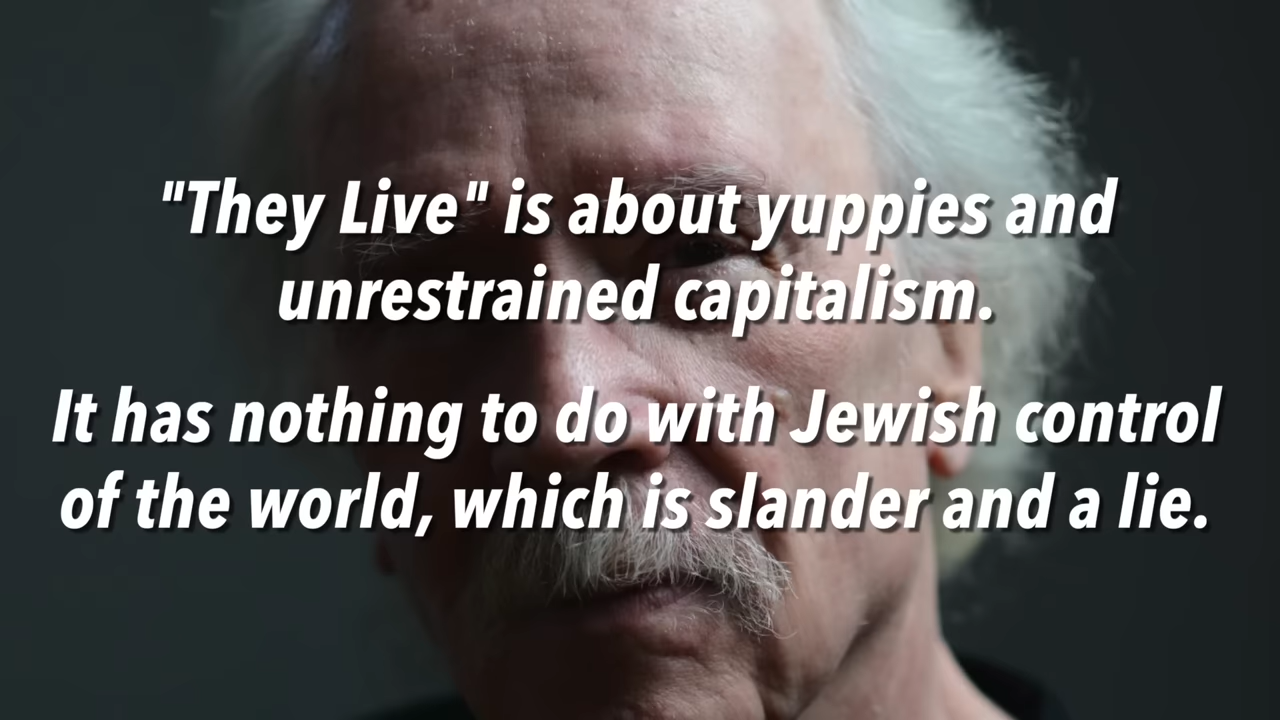 "They Live" is about yuppies and
unrestrained capitalism.
It has nothing to do with Jewish control
of the world, which is slander and a lie.